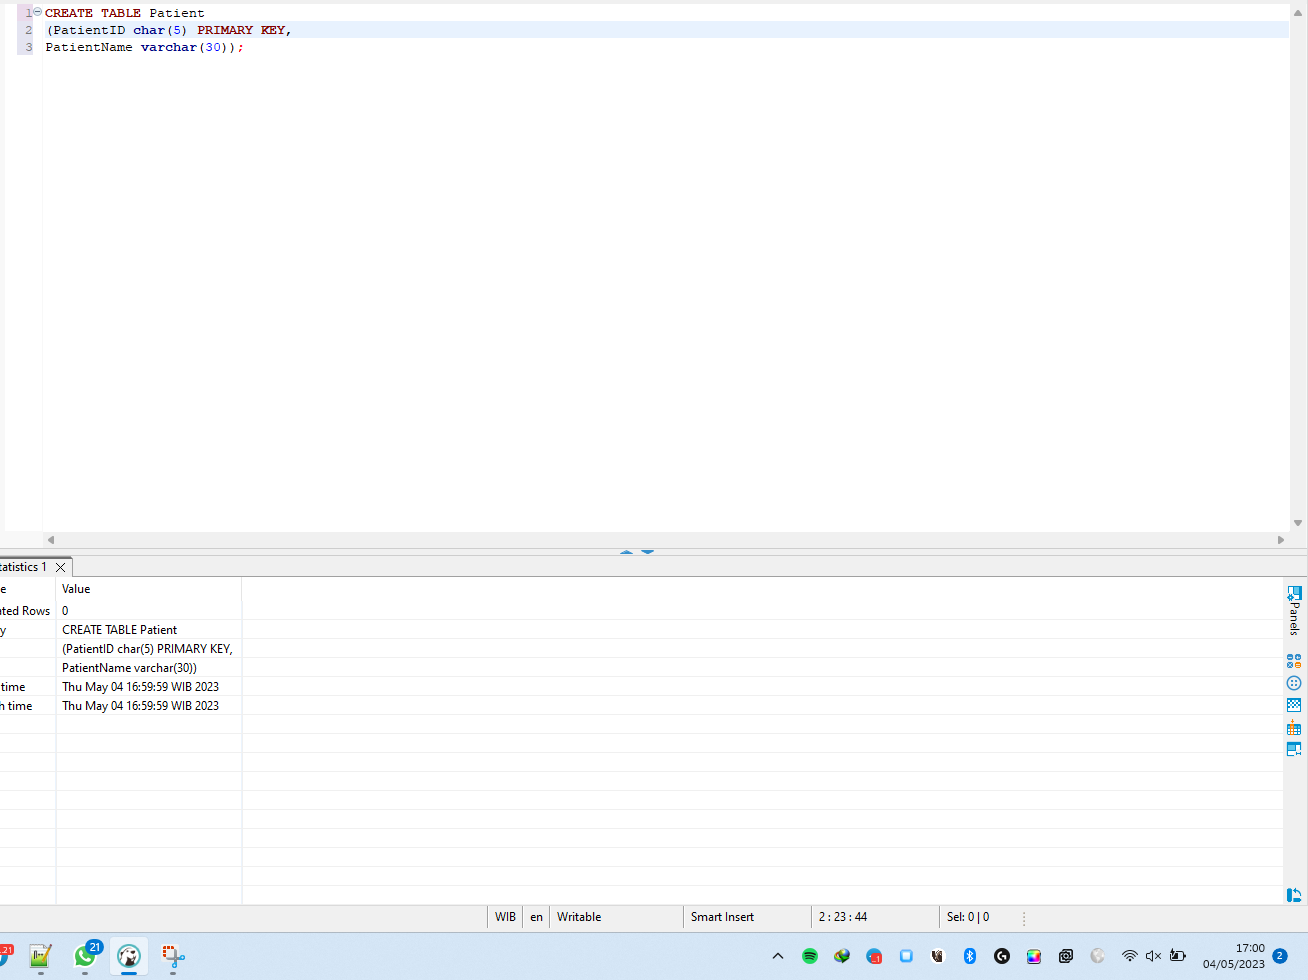 1 CREATE TABLE Patient
2 (PatientID char(5) PRIMARY KEY,
3 PatientName varchar(30));
tatistics 1
e Value
ated Rows 0
y CREATE TABLE Patient
(PatientID char(5) PRIMARY KEY,
PatientName varchar(30))
time Thu May 04 16:59:59 WIB 2023
h time Thu May 04 16:59:59 WIB 2023
Panels
WIB en Writable Smart Insert 2 : 23 : 44 Sel: 0 | 0
21 21 17:00
04/05/2023 2